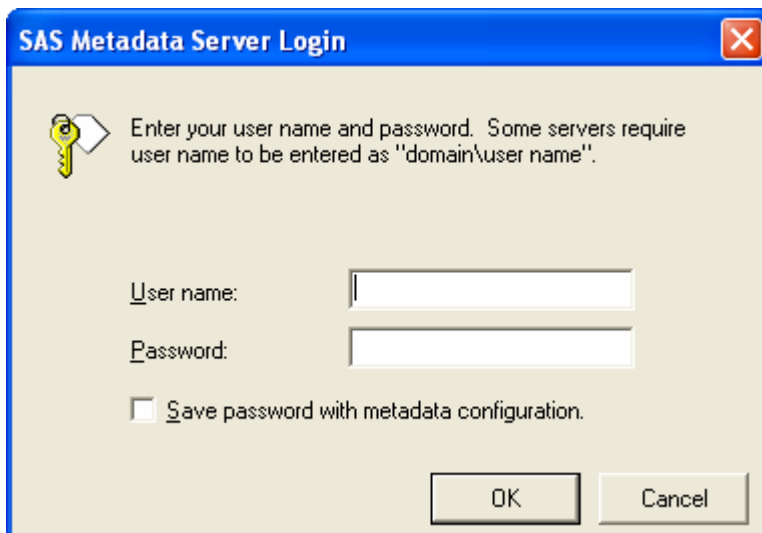 SAS Metadata Server Login
Enter your user name and password. Some servers require
user name to be entered as "domain\user name".
User name:
Password:
Save password with metadata configuration.
OK Cancel